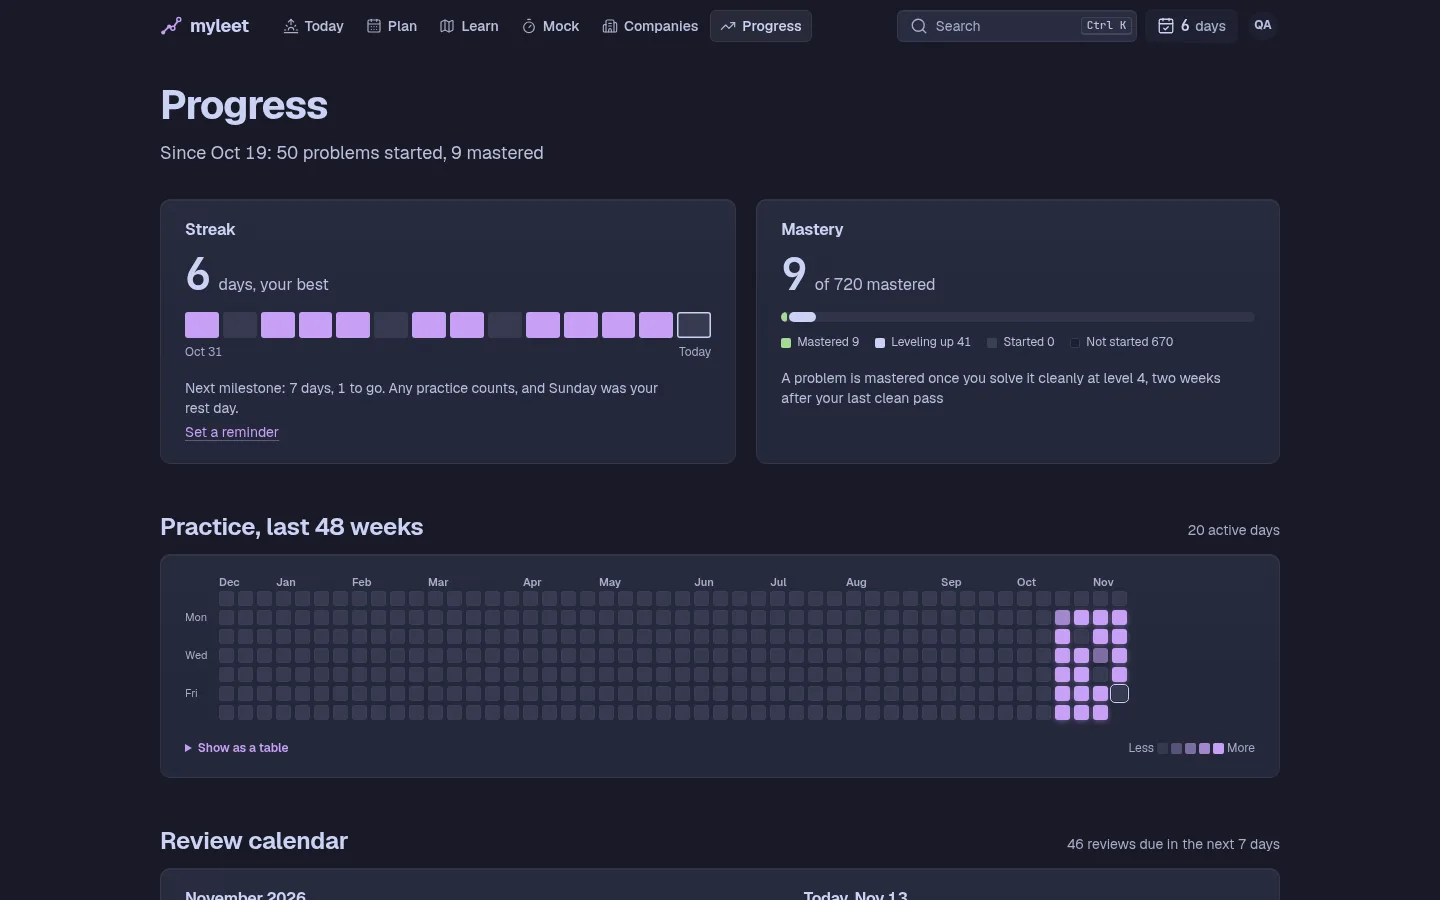 myleet
Today
Plan
Learn
Mock
Companies
Progress
Search
Ctrl K
6 days
QA
Progress
Since Oct 19: 50 problems started, 9 mastered
Streak
6 days, your best
Oct 31
Today
Next milestone: 7 days, 1 to go. Any practice counts, and Sunday was your
rest day.
Set a reminder
Mastery
9 of 720 mastered
Mastered 9
Leveling up 41
Started 0
Not started 670
A problem is mastered once you solve it cleanly at level 4, two weeks
after your last clean pass
Practice, last 48 weeks
20 active days
Dec Jan Feb Mar Apr May Jun Jul Aug Sep Oct Nov
Mon
Wed
Fri
Show as a table
Less
More
Review calendar
46 reviews due in the next 7 days
November 2026
Today, Nov 13